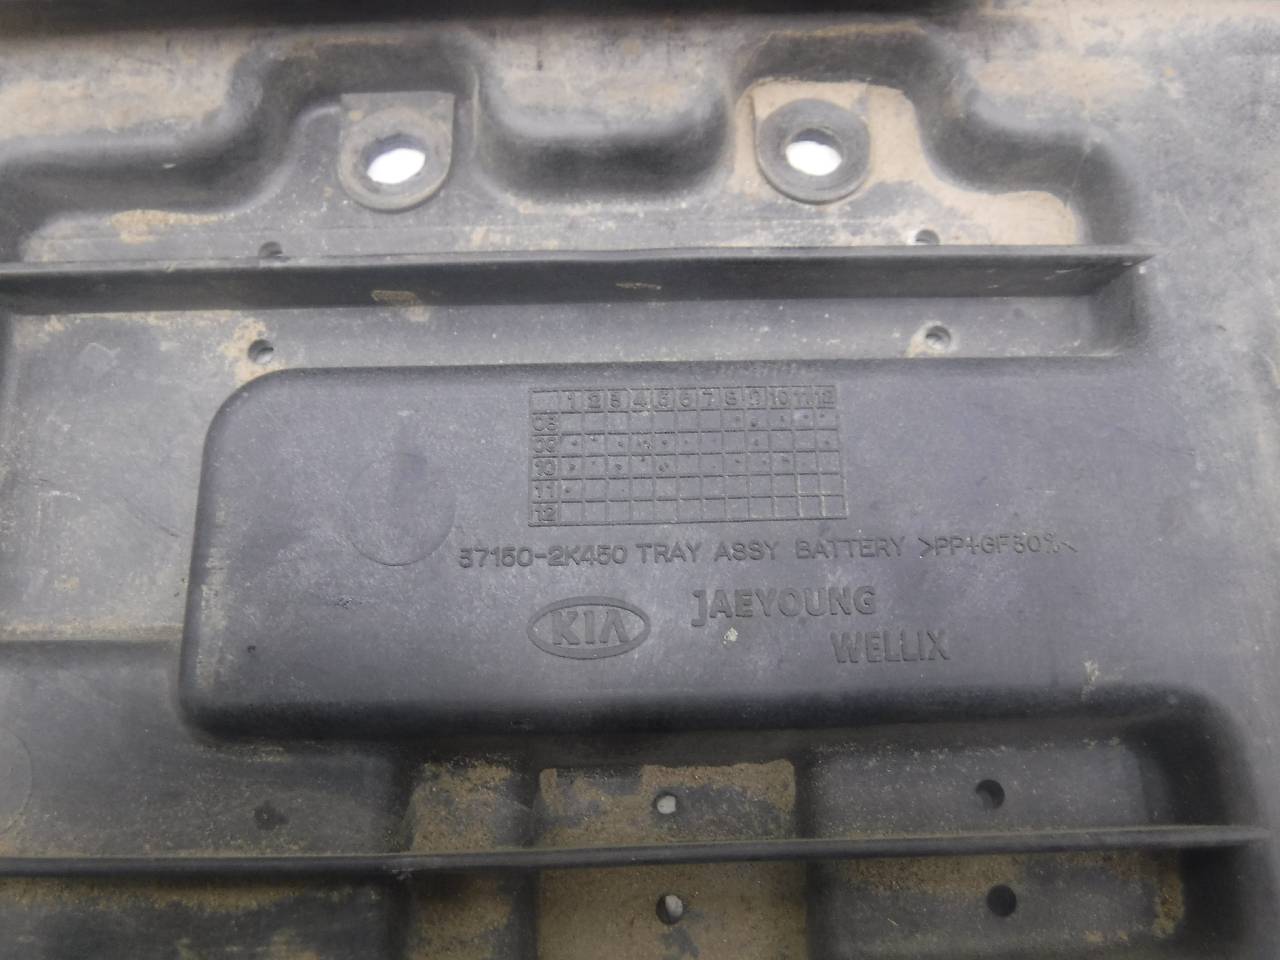 1 2 3 4 5 6 7 8 9 10 11 12
08
09
10
11
12
37150-2K450 TRAY ASSY BATTERY >PP+GF30%<
KIA
JAEYOUNG
WELLIX